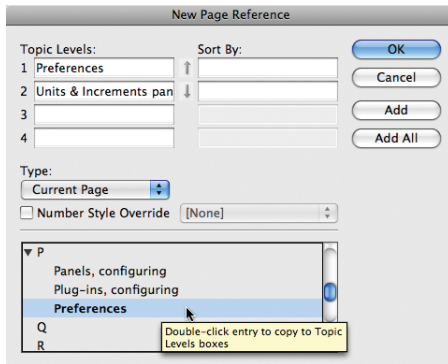 New Page Reference
Topic Levels: Sort By: OK
1 Preferences
Cancel
2 Units & Increments pan
3 Add
4 Add All
Type:
Current Page
Number Style Override [None]
P
Panels, configuring
Plug-ins, configuring
Preferences
Q
R
Double-click entry to copy to Topic
Levels boxes